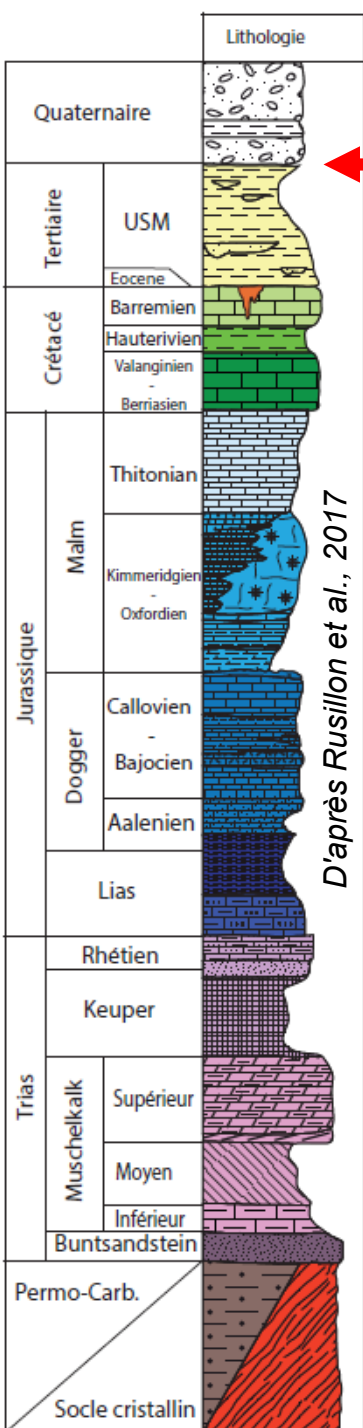 Lithologie
Quaternaire
Tertiaire
USM
Eocene
Crétacé
Barremien
Hauterivien
Valanginien
-
Berriasien
Jurassique
Malm
Thitonian
Kimmeridgien
-
Oxfordien
Dogger
Callovien
-
Bajocien
Aalenien
Lias
Trias
Rhétien
Keuper
Muschelkalk
Supérieur
Moyen
Inférieur
Buntsandstein
Permo-Carb.
Socle cristallin
D'après Rusillon et al., 2017